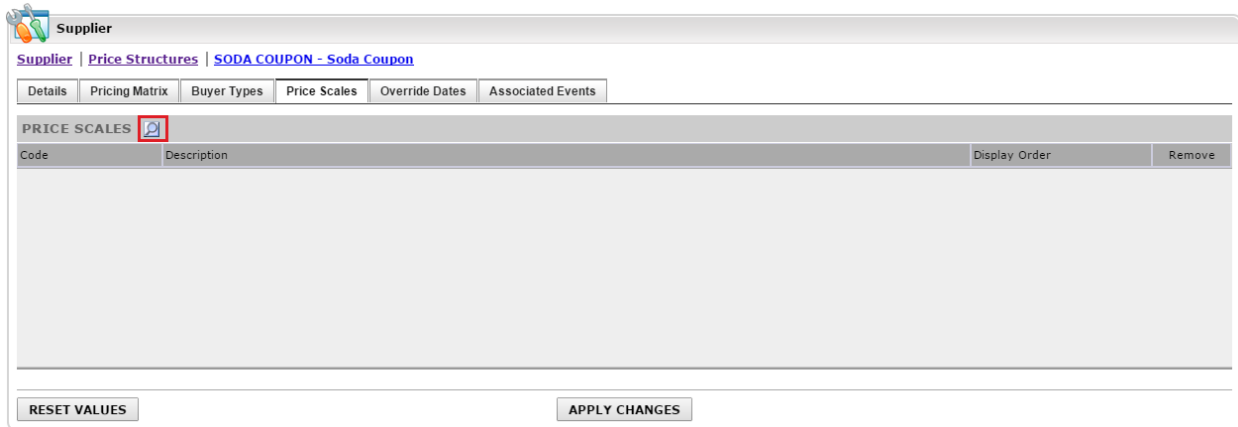 Supplier
Supplier | Price Structures | SODA COUPON - Soda Coupon
Details Pricing Matrix Buyer Types Price Scales Override Dates Associated Events
PRICE SCALES
Code Description Display Order Remove
RESET VALUES APPLY CHANGES